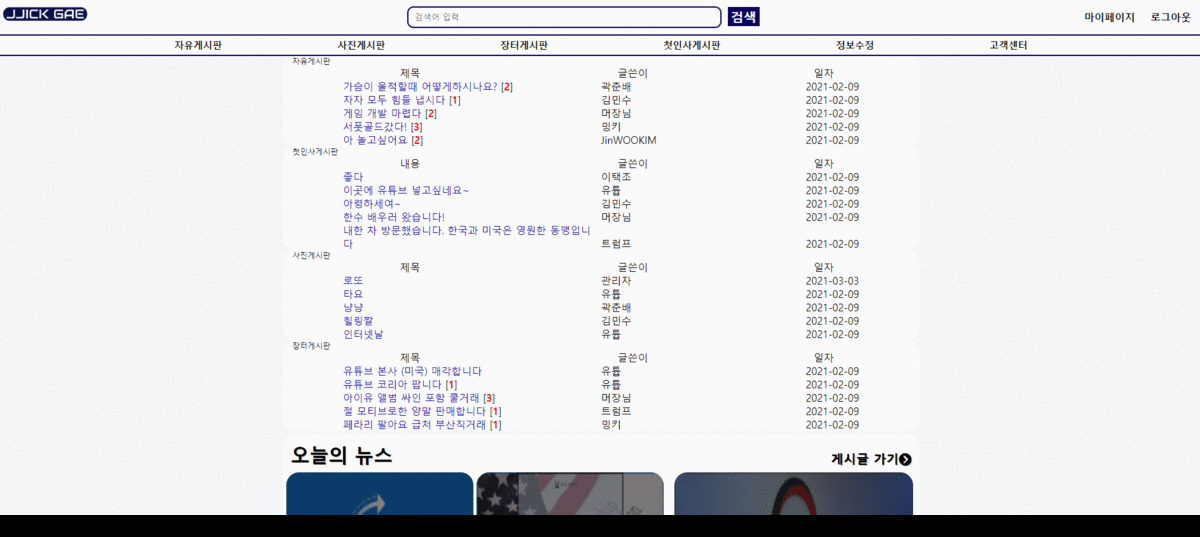 JJICK GAE 검색어 입력 검색 마이페이지 로그아웃
자유게시판 사진게시판 장터게시판 첫인사게시판 정보수정 고객센터
자유게시판
제목 글쓴이 일자
가슴이 울적할때 어떻게하시나요? [2] 곽준배 2021-02-09
자자 모두 힘들 냅시다 [1] 김민수 2021-02-09
게임 개발 마렵다 [2] 머장님 2021-02-09
서폿골드갔다! [3] 밍키 2021-02-09
아 놀고싶어요 [2] JinWOOKIM 2021-02-09
첫인사게시판
내용 글쓴이 일자
좋다 이택조 2021-02-09
이곳에 유튜브 넣고싶네요~ 유튭 2021-02-09
아령하세여~ 김민수 2021-02-09
한수 배우러 왔습니다! 머장님 2021-02-09
내한 차 방문했습니다. 한국과 미국은 영원한 동맹입니
다 트럼프 2021-02-09
사진게시판
제목 글쓴이 일자
로또 관리자 2021-03-03
타요 유튭 2021-02-09
냥냥 곽준배 2021-02-09
힐링짤 김민수 2021-02-09
인터넷날 유튭 2021-02-09
장터게시판
제목 글쓴이 일자
유튜브 본사 (미국) 매각합니다 유튭 2021-02-09
유튜브 코리아 팝니다 [1] 유튭 2021-02-09
아이유 앨범 싸인 포함 쿨거래 [3] 머장님 2021-02-09
절 모티브로한 양말 판매합니다 [1] 트럼프 2021-02-09
페라리 팔아요 급처 부산직거래 [1] 밍키 2021-02-09
오늘의 뉴스 게시글 가기